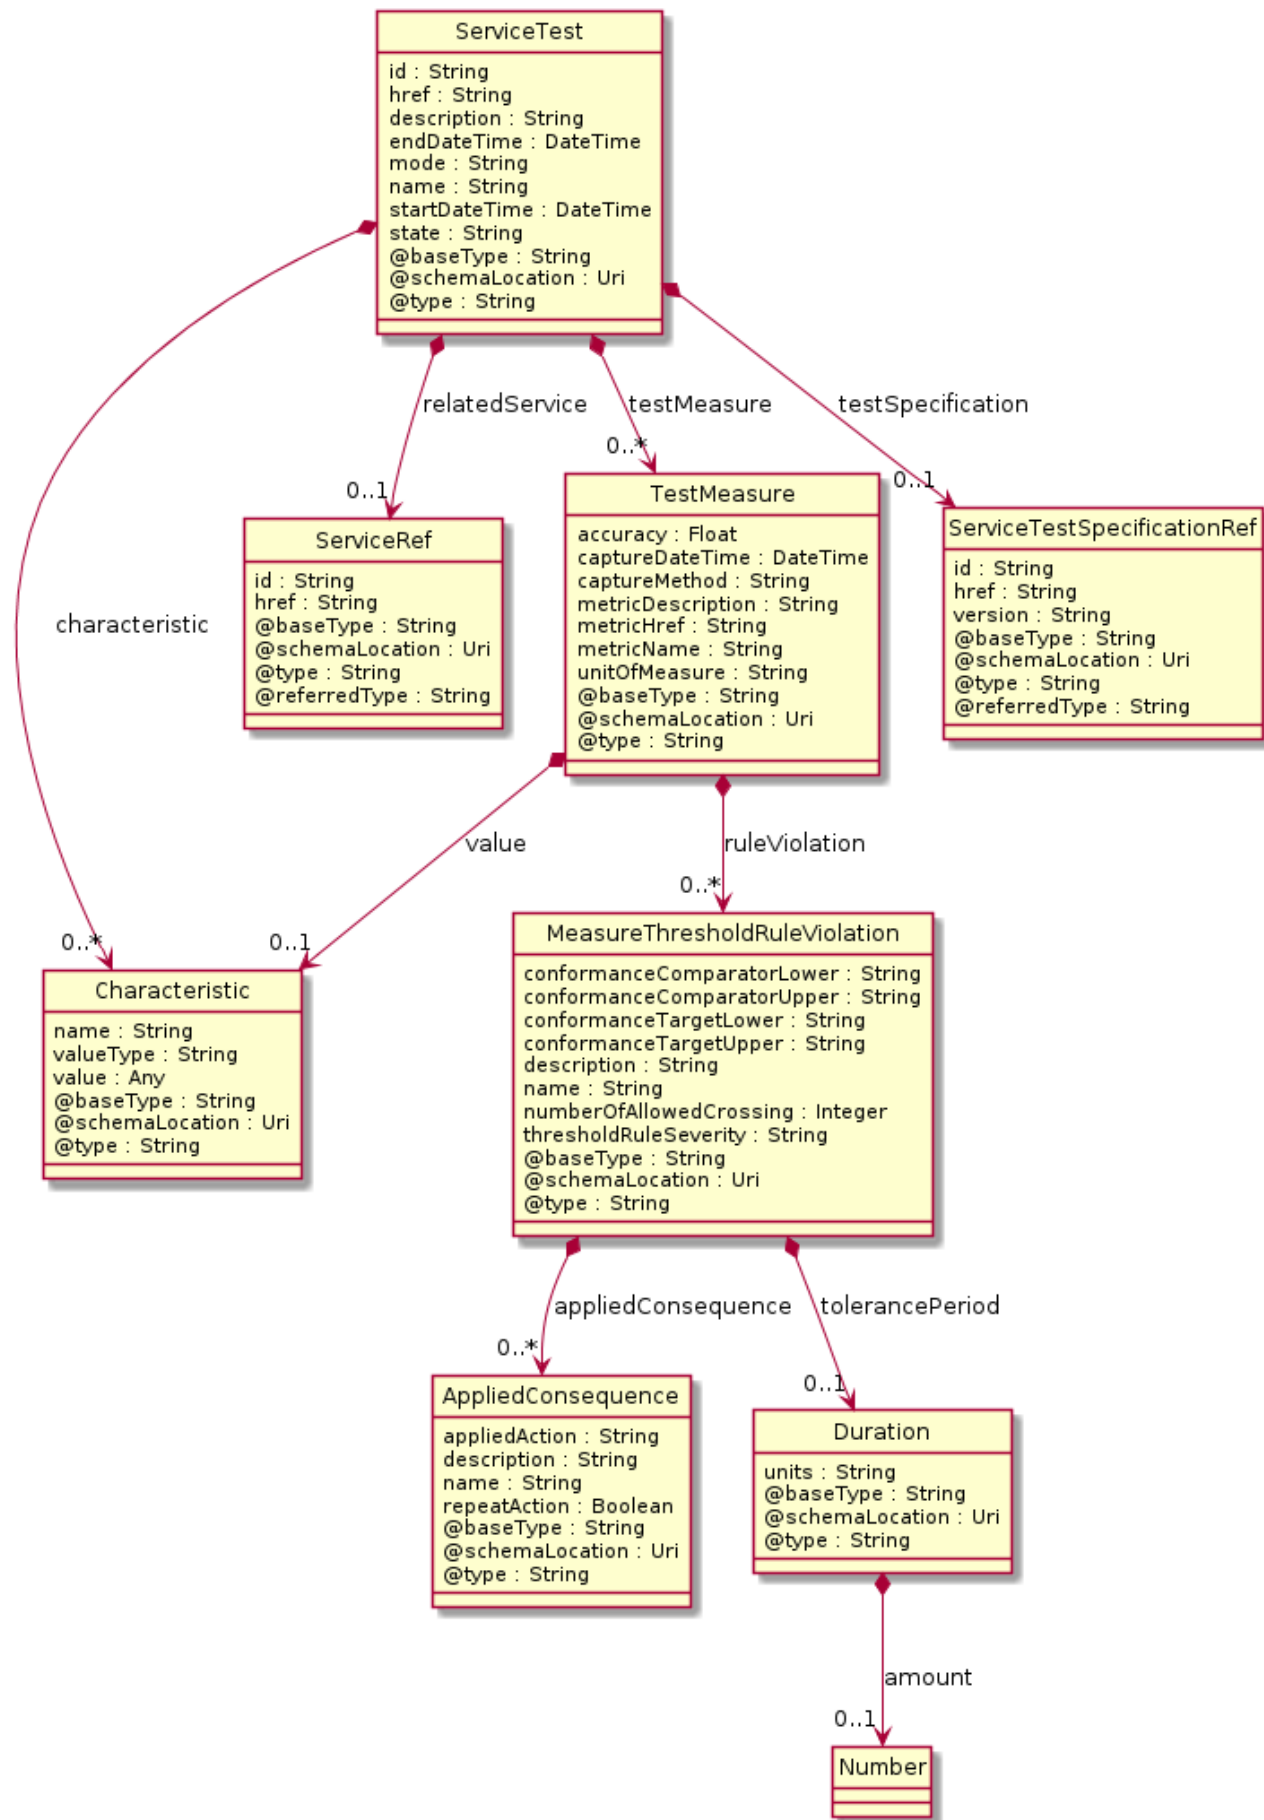 ServiceTest
id : String
href : String
description : String
endDateTime : DateTime
mode : String
name : String
startDateTime : DateTime
state : String
@baseType : String
@schemaLocation : Uri
@type : String
relatedService
testMeasure
testSpecification
0..1
0..*
0..1
ServiceRef
id : String
href : String
@baseType : String
@schemaLocation : Uri
@type : String
@referredType : String
TestMeasure
accuracy : Float
captureDateTime : DateTime
captureMethod : String
metricDescription : String
metricHref : String
metricName : String
unitOfMeasure : String
@baseType : String
@schemaLocation : Uri
@type : String
ServiceTestSpecificationRef
id : String
href : String
version : String
@baseType : String
@schemaLocation : Uri
@type : String
@referredType : String
characteristic
value
ruleViolation
0..*
0..1
0..*
Characteristic
name : String
valueType : String
value : Any
@baseType : String
@schemaLocation : Uri
@type : String
MeasureThresholdRuleViolation
conformanceComparatorLower : String
conformanceComparatorUpper : String
conformanceTargetLower : String
conformanceTargetUpper : String
description : String
name : String
numberOfAllowedCrossing : Integer
thresholdRuleSeverity : String
@baseType : String
@schemaLocation : Uri
@type : String
appliedConsequence
tolerancePeriod
0..*
0..1
AppliedConsequence
appliedAction : String
description : String
name : String
repeatAction : Boolean
@baseType : String
@schemaLocation : Uri
@type : String
Duration
units : String
@baseType : String
@schemaLocation : Uri
@type : String
amount
0..1
Number